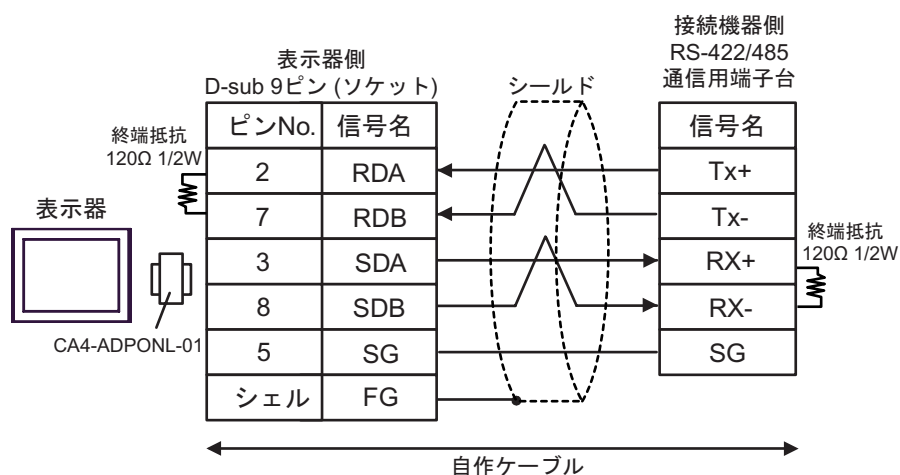 接続機器側
RS-422/485
通信用端子台
表示器側
D-sub 9ピン (ソケット)
シールド
終端抵抗
120Ω 1/2W
表示器
CA4-ADPONL-01
ピンNo. 信号名
2 RDA
7 RDB
3 SDA
8 SDB
5 SG
シェル FG
信号名
Tx+
Tx-
RX+
RX-
SG
終端抵抗
120Ω 1/2W
自作ケーブル